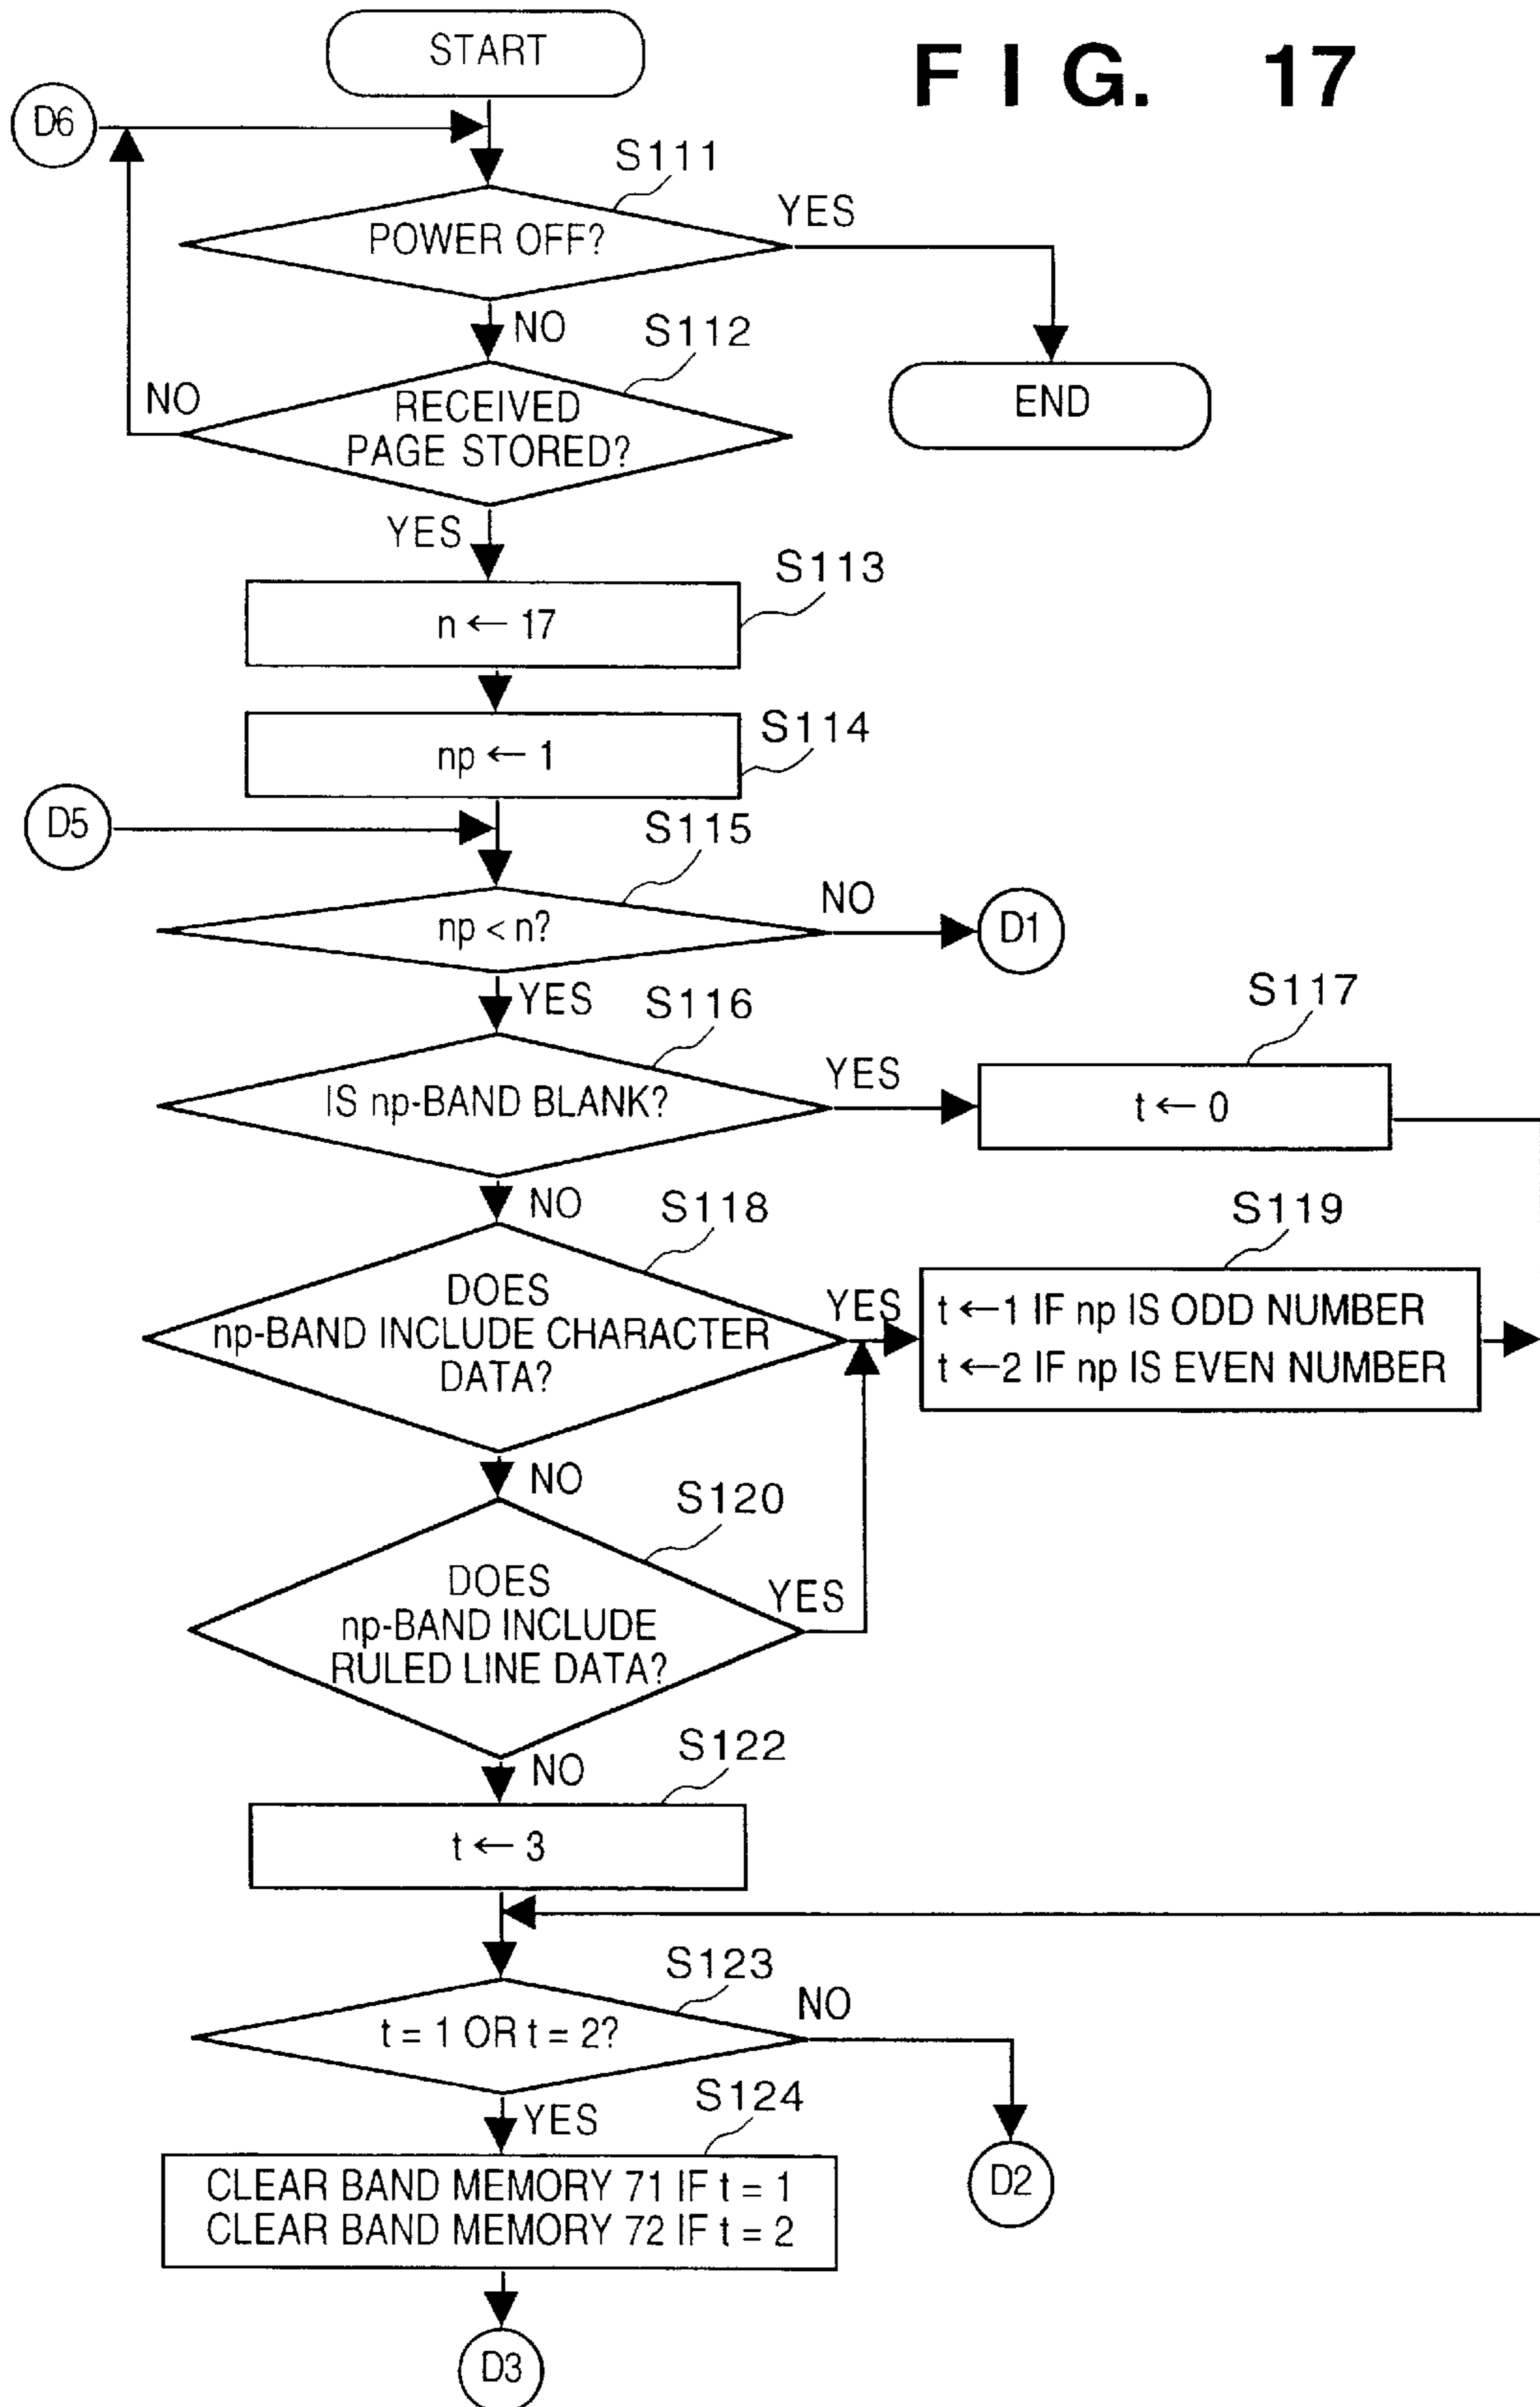 START
F I G. 17
D6
S111
POWER OFF?
YES
NO
S112
RECEIVED
PAGE STORED?
NO
END
YES
S113
n ← 17
S114
np ← 1
D5
S115
np < n?
NO
D1
YES
S116
IS np-BAND BLANK?
YES
S117
t ← 0
NO
S118
DOES
np-BAND INCLUDE CHARACTER
DATA?
YES
S119
t ←1 IF np IS ODD NUMBER
t ←2 IF np IS EVEN NUMBER
NO
S120
DOES
np-BAND INCLUDE
RULED LINE DATA?
YES
NO
S122
t ← 3
S123
t = 1 OR t = 2?
NO
D2
YES
S124
CLEAR BAND MEMORY 71 IF t = 1
CLEAR BAND MEMORY 72 IF t = 2
D3